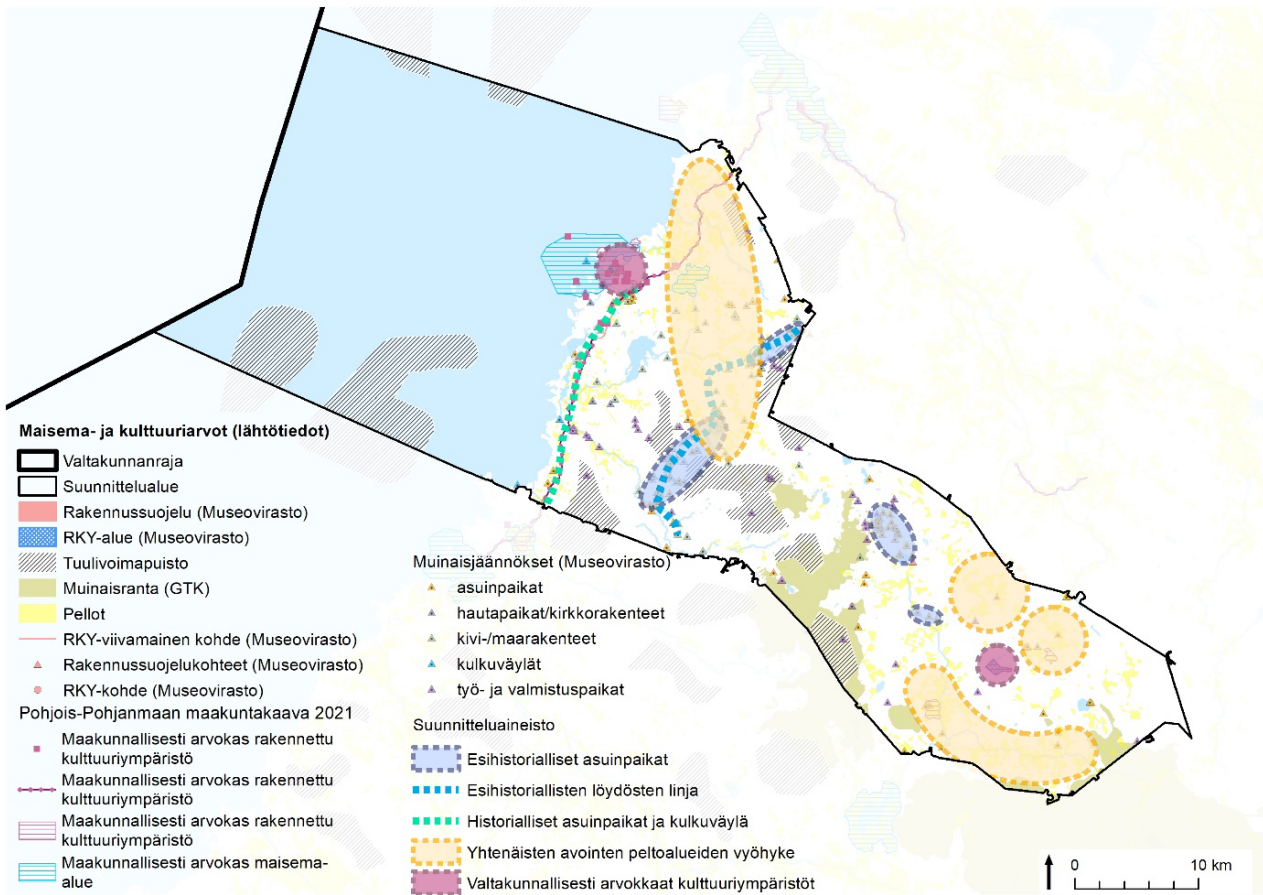 Maisema- ja kulttuuriarvot (lähtötiedot)
Valtakunnanraja
Suunnittelualue
Rakennussuojelu (Museovirasto)
RKY-alue (Museovirasto)
Tuulivoimapuisto
Muinaisranta (GTK)
Pellot
RKY-viivamainen kohde (Museovirasto)
Rakennussuojelukohteet (Museovirasto)
RKY-kohde (Museovirasto)
Pohjois-Pohjanmaan maakuntakaava 2021
Maakunnallisesti arvokas rakennettu
kulttuuriympäristö
Maakunnallisesti arvokas rakennettu
kulttuuriympäristö
Maakunnallisesti arvokas rakennettu
kulttuuriympäristö
Maakunnallisesti arvokas maisema-
alue
Muinaisjäännökset (Museovirasto)
asuinpaikat
hautapaikat/kirkkorakenteet
kivi-/maarakenteet
kulkuväylät
työ- ja valmistuspaikat
Suunnitteluaineisto
Esihistorialliset asuinpaikat
Esihistoriallisten löydösten linja
Historialliset asuinpaikat ja kulkuväylä
Yhtenäisten avointen peltoalueiden vyöhyke
Valtakunnallisesti arvokkaat kulttuuriympäristöt
0 10 km